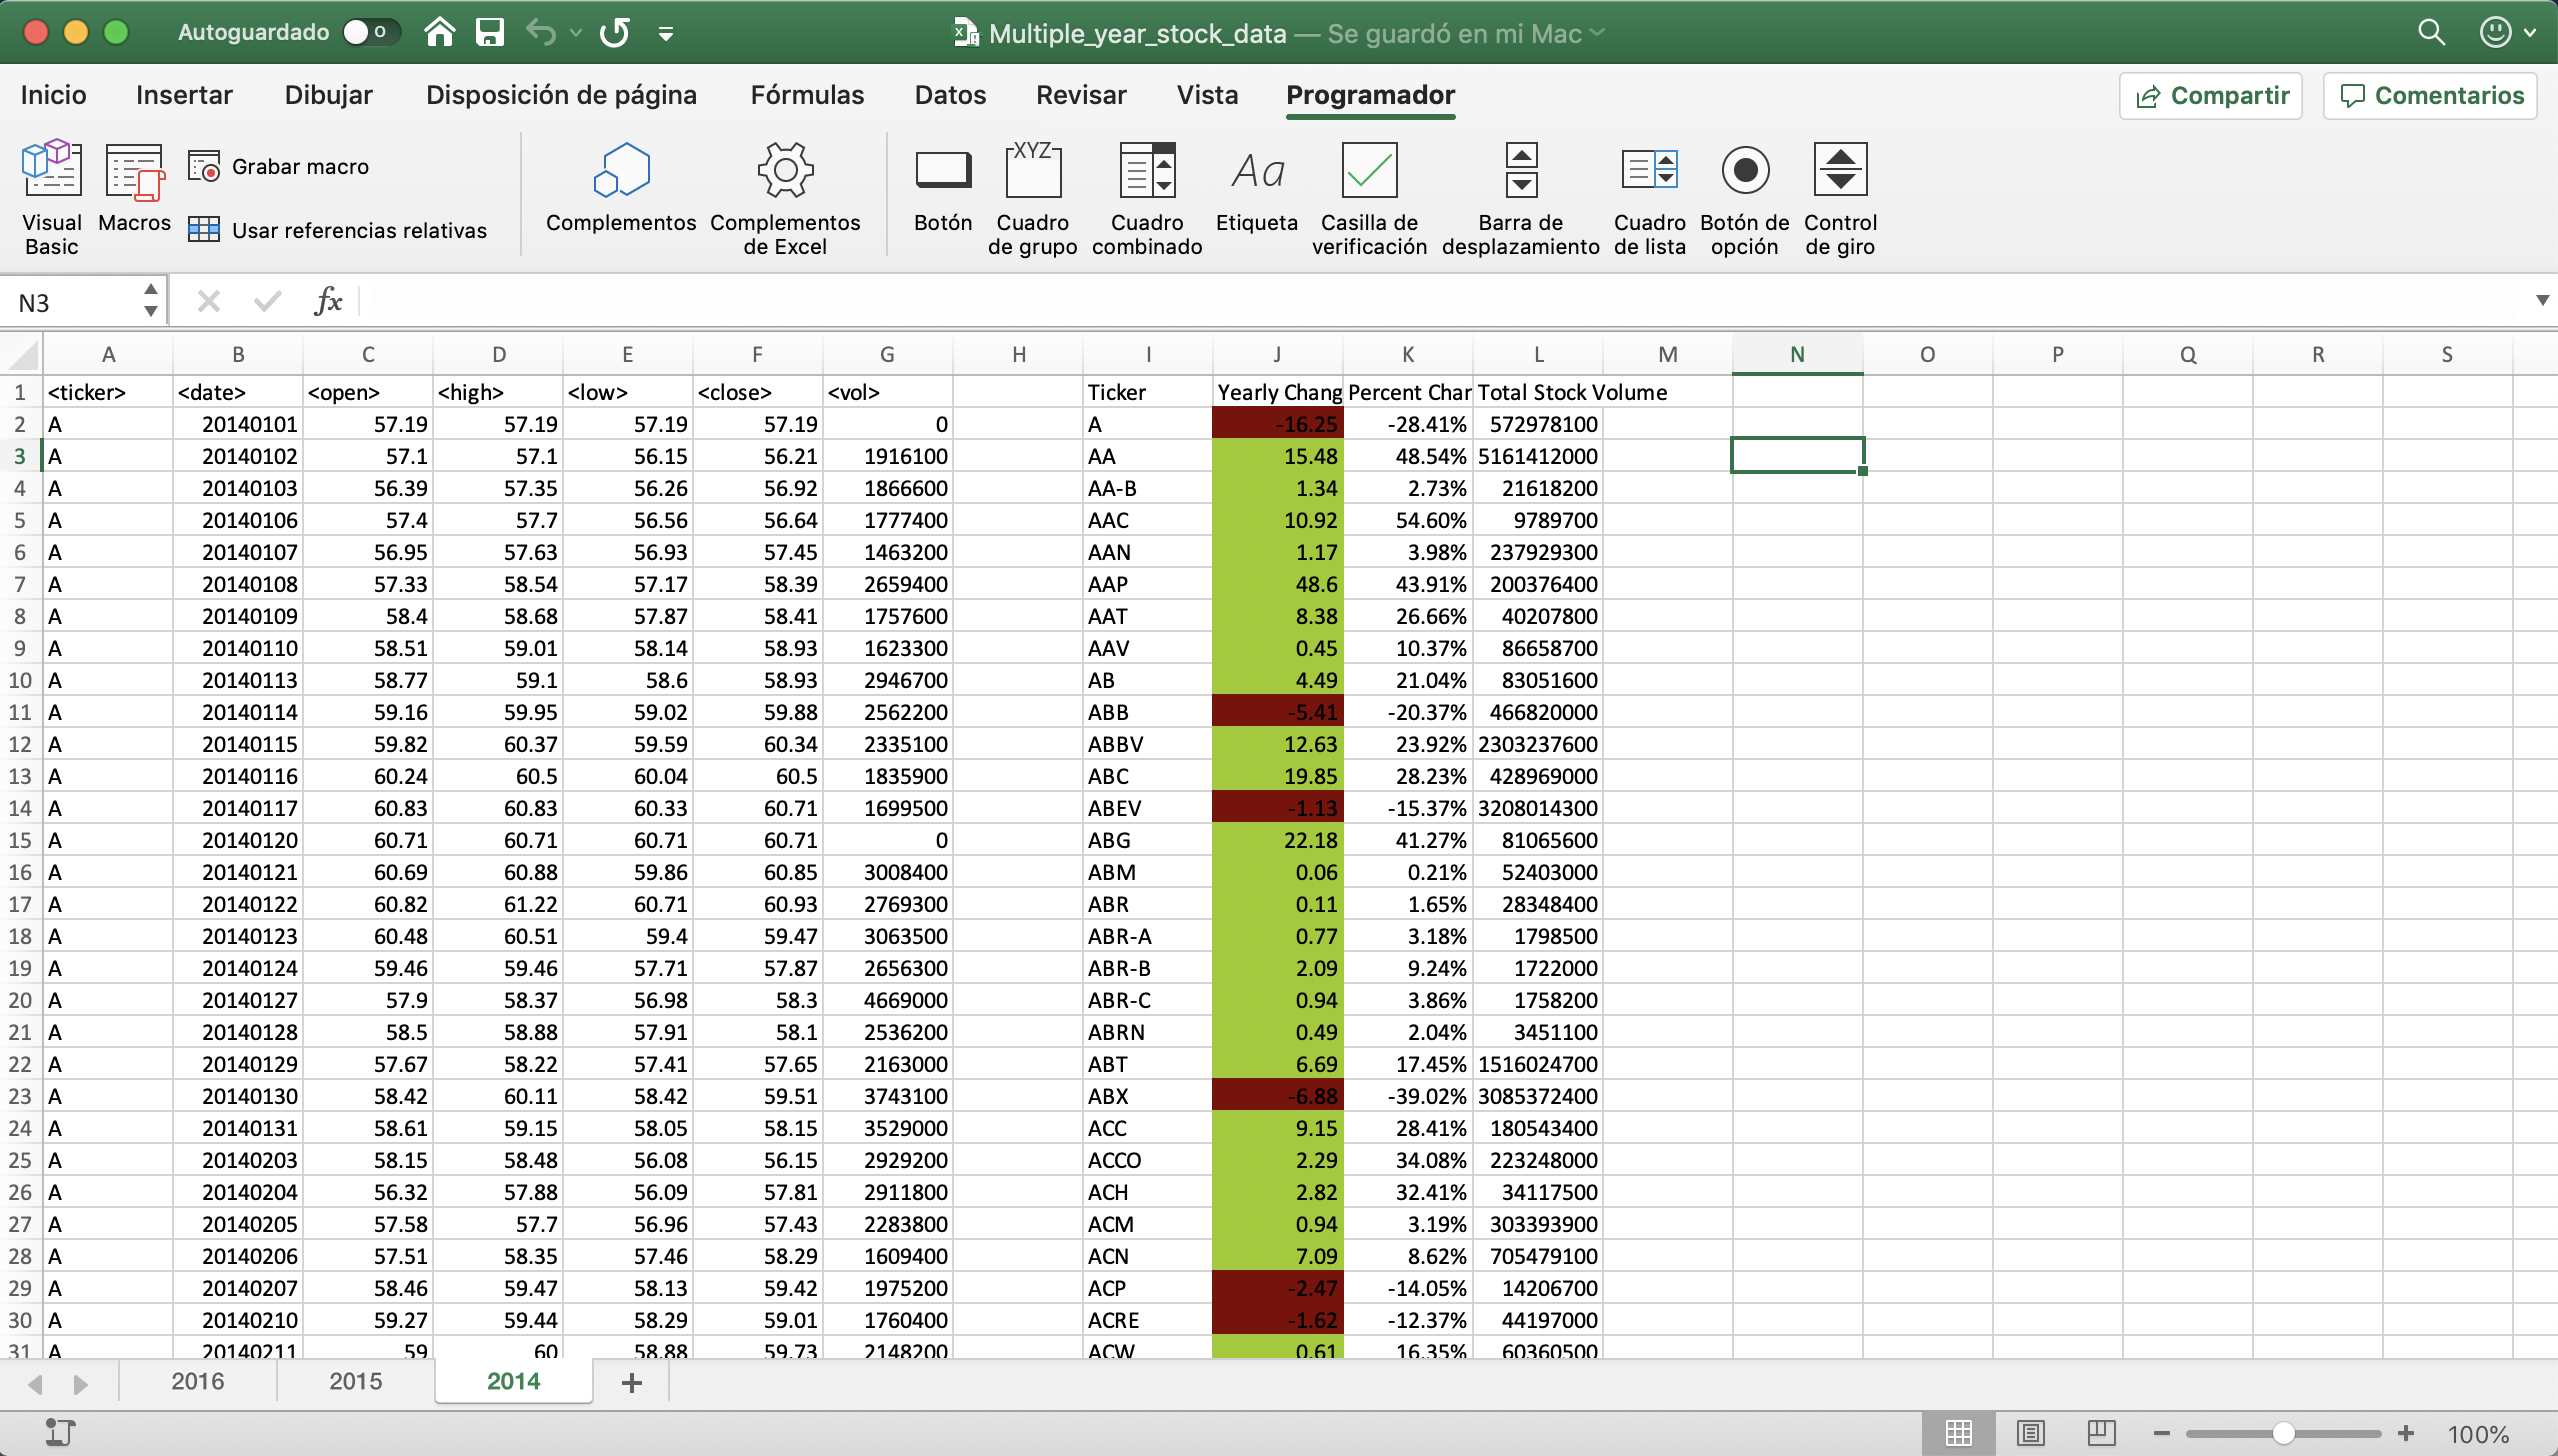 Autoguardado
Multiple_year_stock_data — Se guardó en mi Mac
Inicio Insertar Dibujar Disposición de página Fórmulas Datos Revisar Vista Programador Compartir Comentarios
Visual Basic Macros Grabar macro Usar referencias relativas Complementos Complementos de Excel Botón Cuadro de grupo Cuadro combinado Etiqueta Casilla de verificación Barra de desplazamiento Cuadro de lista Botón de opción Control de giro
XYZ Aa
N3 fx
A B C D E F G H I J K L M N O P Q R S
1 <ticker> <date> <open> <high> <low> <close> <vol> Ticker Yearly Chang Percent Char Total Stock Volume
2 A 20140101 57.19 57.19 57.19 57.19 0 A -16.25 -28.41% 572978100
3 A 20140102 57.1 57.1 56.15 56.21 1916100 AA 15.48 48.54% 5161412000
4 A 20140103 56.39 57.35 56.26 56.92 1866600 AA-B 1.34 2.73% 21618200
5 A 20140106 57.4 57.7 56.56 56.64 1777400 AAC 10.92 54.60% 9789700
6 A 20140107 56.95 57.63 56.93 57.45 1463200 AAN 1.17 3.98% 237929300
7 A 20140108 57.33 58.54 57.17 58.39 2659400 AAP 48.6 43.91% 200376400
8 A 20140109 58.4 58.68 57.87 58.41 1757600 AAT 8.38 26.66% 40207800
9 A 20140110 58.51 59.01 58.14 58.93 1623300 AAV 0.45 10.37% 86658700
10 A 20140113 58.77 59.1 58.6 58.93 2946700 AB 4.49 21.04% 83051600
11 A 20140114 59.16 59.95 59.02 59.88 2562200 ABB -5.41 -20.37% 466820000
12 A 20140115 59.82 60.37 59.59 60.34 2335100 ABBV 12.63 23.92% 2303237600
13 A 20140116 60.24 60.5 60.04 60.5 1835900 ABC 19.85 28.23% 428969000
14 A 20140117 60.83 60.83 60.33 60.71 1699500 ABEV -1.13 -15.37% 3208014300
15 A 20140120 60.71 60.71 60.71 60.71 0 ABG 22.18 41.27% 81065600
16 A 20140121 60.69 60.88 59.86 60.85 3008400 ABM 0.06 0.21% 52403000
17 A 20140122 60.82 61.22 60.71 60.93 2769300 ABR 0.11 1.65% 28348400
18 A 20140123 60.48 60.51 59.4 59.47 3063500 ABR-A 0.77 3.18% 1798500
19 A 20140124 59.46 59.46 57.71 57.87 2656300 ABR-B 2.09 9.24% 1722000
20 A 20140127 57.9 58.37 56.98 58.3 4669000 ABR-C 0.94 3.86% 1758200
21 A 20140128 58.5 58.88 57.91 58.1 2536200 ABRN 0.49 2.04% 3451100
22 A 20140129 57.67 58.22 57.41 57.65 2163000 ABT 6.69 17.45% 1516024700
23 A 20140130 58.42 60.11 58.42 59.51 3743100 ABX -6.88 -39.02% 3085372400
24 A 20140131 58.61 59.15 58.05 58.15 3529000 ACC 9.15 28.41% 180543400
25 A 20140203 58.15 58.48 56.08 56.15 2929200 ACCO 2.29 34.08% 223248000
26 A 20140204 56.32 57.88 56.09 57.81 2911800 ACH 2.82 32.41% 34117500
27 A 20140205 57.58 57.7 56.96 57.43 2283800 ACM 0.94 3.19% 303393900
28 A 20140206 57.51 58.35 57.46 58.29 1609400 ACN 7.09 8.62% 705479100
29 A 20140207 58.46 59.47 58.13 59.42 1975200 ACP -2.47 -14.05% 14206700
30 A 20140210 59.27 59.44 58.29 59.01 1760400 ACRE -1.62 -12.37% 44197000
31 A 20140211 59 60 58.88 59.73 2148200 ACW 0.61 16.35% 60360500
2016 2015 2014 +
100%